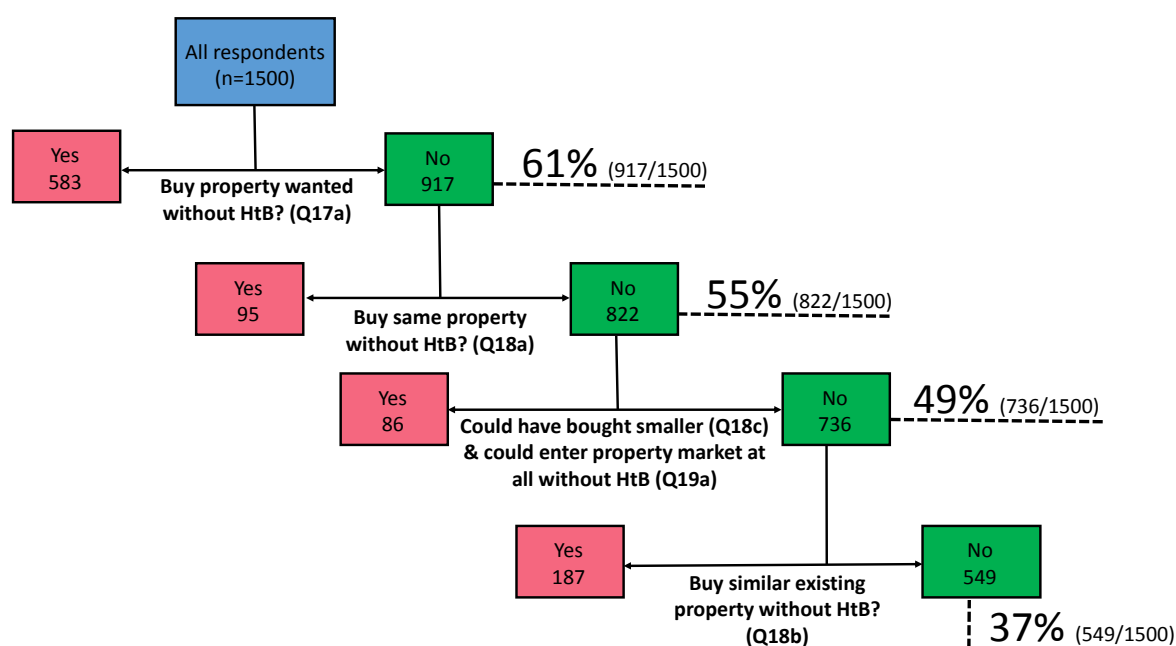 All respondents
(n=1500)
Yes
583
Buy property wanted
without HtB? (Q17a)
No
917
61% (917/1500)
Yes
95
Buy same property
without HtB? (Q18a)
No
822
55% (822/1500)
Yes
86
Could have bought smaller (Q18c)
& could enter property market at
all without HtB (Q19a)
No
736
49% (736/1500)
Yes
187
Buy similar existing
property without HtB?
(Q18b)
No
549
37% (549/1500)